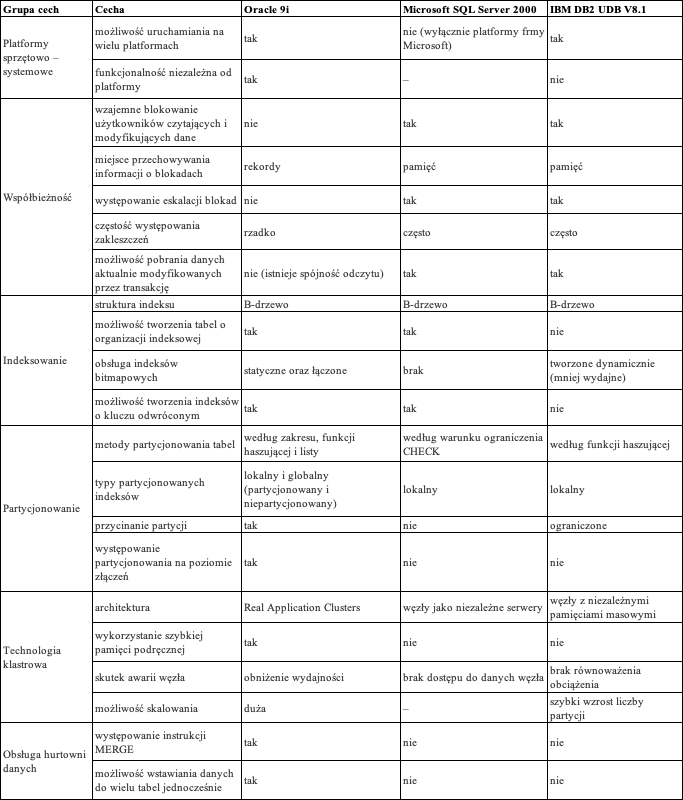 Grupa cech Cecha Oracle 9i Microsoft SQL Server 2000 IBM DB2 UDB V8.1
Platformy
sprzętowo –
systemowe
możliwość uruchamiania na
wielu platformach
tak
nie (wyłącznie platformy frmy
Microsoft)
tak
funkcjonalność niezależna od
platformy
tak
–
nie
Współbieżność
wzajemne blokowanie
użytkowników czytających i
modyfikujących dane
nie
tak
tak
miejsce przechowywania
informacji o blokadach
rekordy
pamięć
pamięć
występowanie eskalacji blokad
nie
tak
tak
częstość występowania
zakleszczeń
rzadko
często
często
możliwość pobrania danych
aktualnie modyfikowanych
przez transakcję
nie (istnieje spójność odczytu)
tak
tak
Indeksowanie
struktura indeksu
B-drzewo
B-drzewo
B-drzewo
możliwość tworzenia tabel o
organizacji indeksowej
tak
tak
nie
obsługa indeksów
bitmapowych
statyczne oraz łączone
brak
tworzone dynamicznie
(mniej wydajne)
możliwość tworzenia indeksów
o kluczu odwróconym
tak
tak
nie
Partycjonowanie
metody partycjonowania tabel
według zakresu, funkcji
haszującej i listy
według warunku ograniczenia
CHECK
według funkcji haszującej
typy partycjonowanych
indeksów
lokalny i globalny
(partycjonowany i
niepartycjonowany)
lokalny
lokalny
przycinanie partycji
tak
nie
ograniczone
występowanie
partycjonowania na poziomie
złączeń
tak
nie
nie
Technologia
klastrowa
architektura
Real Application Clusters
węzły jako niezależne serwery
węzły z niezależnymi
pamięciami masowymi
wykorzystanie szybkiej
pamięci podręcznej
tak
nie
nie
skutek awarii węzła
obniżenie wydajności
brak dostępu do danych węzła
brak równoważenia
obciążenia
możliwość skalowania
duża
–
szybki wzrost liczby
partycji
Obsługa hurtowni
danych
występowanie instrukcji
MERGE
tak
nie
nie
możliwość wstawiania danych
do wielu tabel jednocześnie
tak
nie
nie